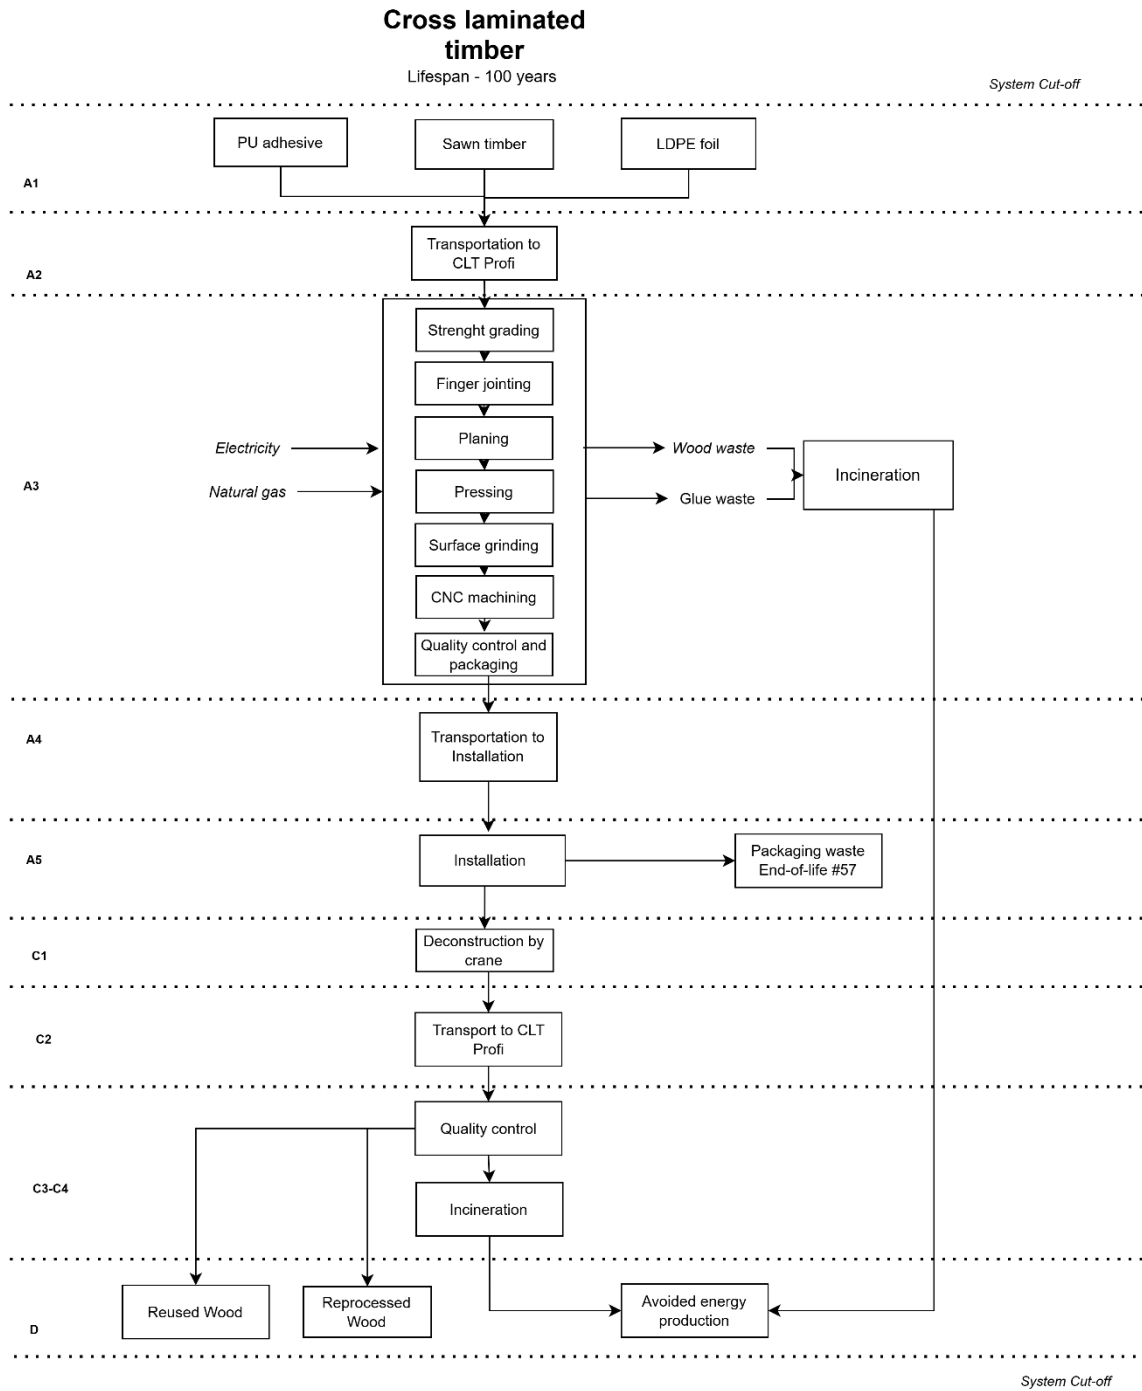 Cross laminated
timber
Lifespan - 100 years
System Cut-off
PU adhesive
Sawn timber
LDPE foil
A1
Transportation to
CLT Profi
A2
Strenght grading
Finger jointing
Planing
Electricity
Wood waste
Incineration
A3
Pressing
Natural gas
Glue waste
Surface grinding
CNC machining
Quality control and
packaging
A4
Transportation to
Installation
A5
Installation
Packaging waste
End-of-life #57
C1
Deconstruction by
crane
C2
Transport to CLT
Profi
Quality control
C3-C4
Incineration
Reused Wood
Reprocessed
Wood
Avoided energy
production
D
System Cut-off